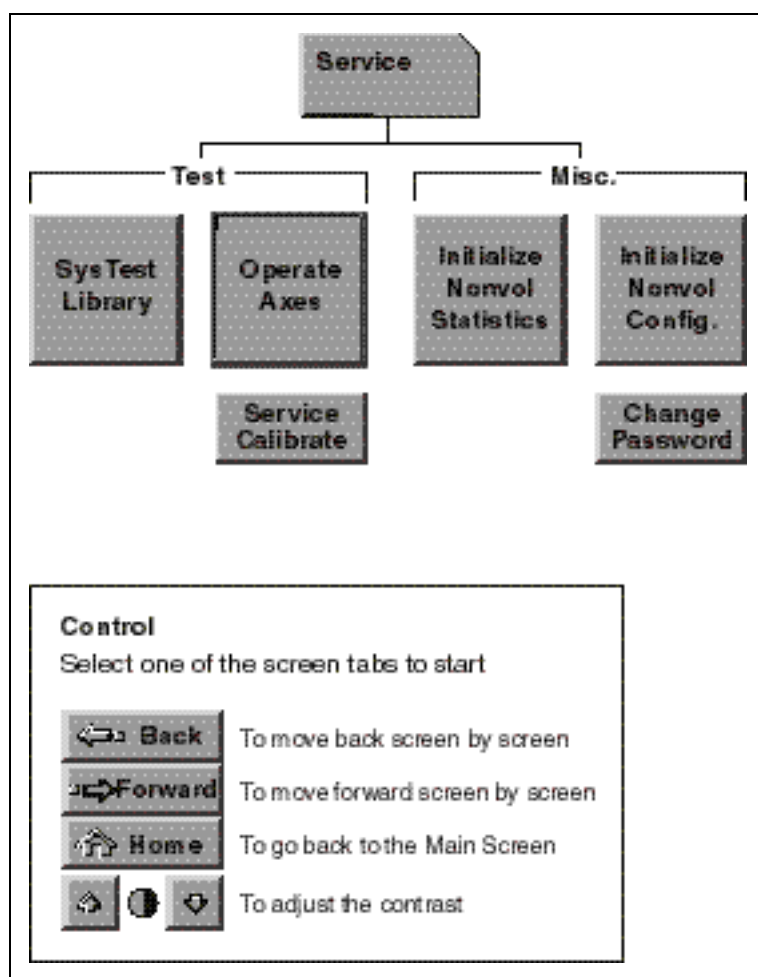 Service
Test
Misc.
SysTest
Library
Operate
Axes
Initialize
Nonvol
Statistics
Initialize
Nonvol
Config.
Service
Calibrate
Change
Password
Control
Select one of the screen tabs to start
Back To move back screen by screen
Forward To move forward screen by screen
Home To go back to the Main Screen
To adjust the contrast